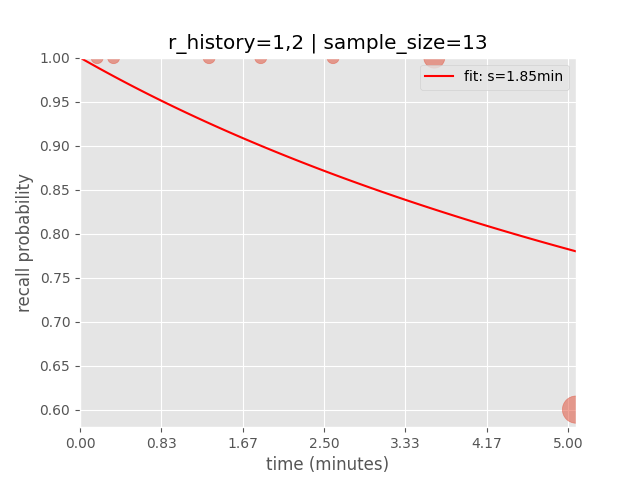 r_history=1,2 | sample_size=13
fit: s=1.85min
recall probability
1.00
0.95
0.90
0.85
0.80
0.75
0.70
0.65
0.60
0.00 0.83 1.67 2.50 3.33 4.17 5.00
time (minutes)